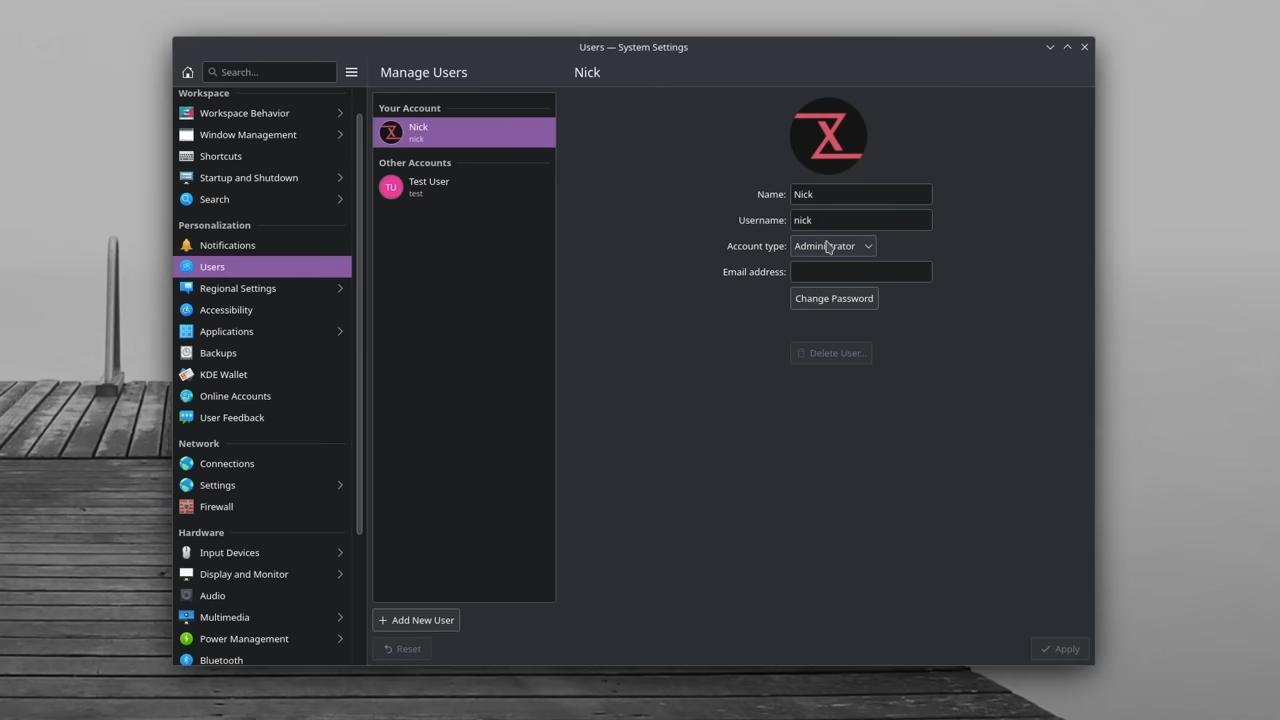 Users — System Settings
Search...
Manage Users
Nick
Workspace
Workspace Behavior
Window Management
Shortcuts
Startup and Shutdown
Search
Personalization
Notifications
Users
Regional Settings
Accessibility
Applications
Backups
KDE Wallet
Online Accounts
User Feedback
Network
Connections
Settings
Firewall
Hardware
Input Devices
Display and Monitor
Audio
Multimedia
Power Management
Bluetooth
Your Account
Nick
nick
Other Accounts
TU
Test User
test
Add New User
Reset
Name: Nick
Username: nick
Account type: Administrator
Email address:
Change Password
Delete User...
Apply